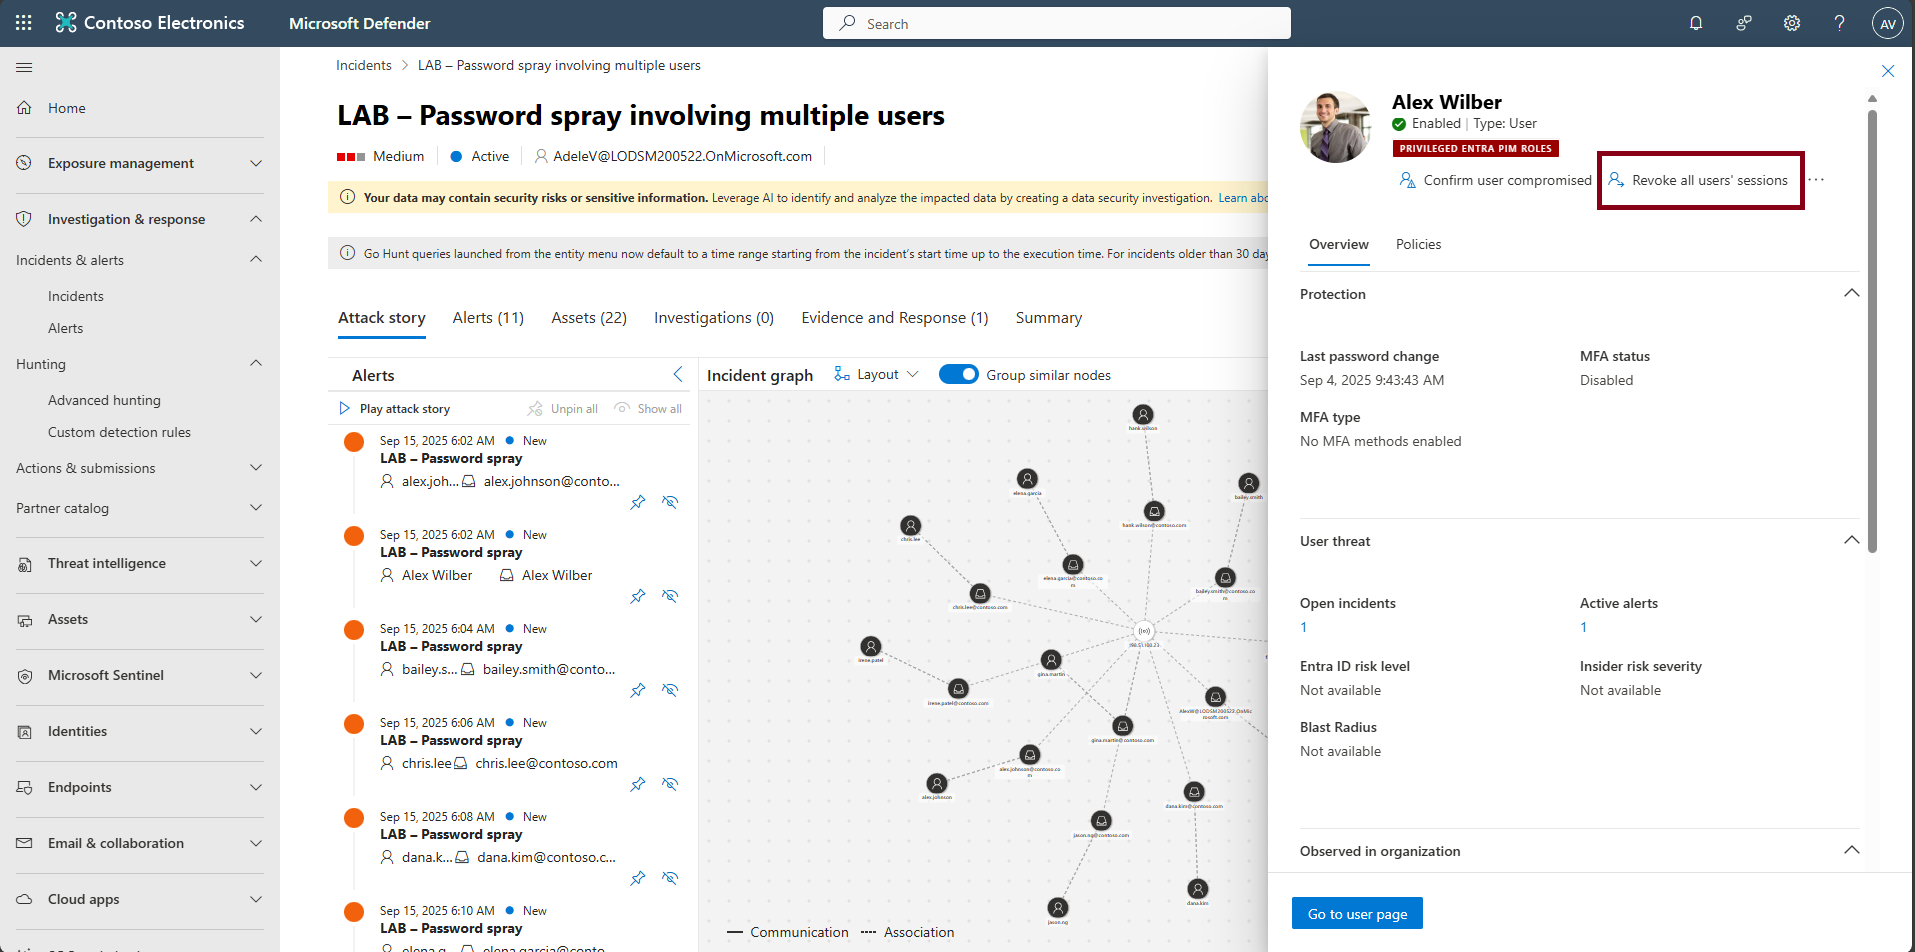 Contoso Electronics
Microsoft Defender
Search
AV
Home
Exposure management
Investigation & response
Incidents & alerts
Incidents
Alerts
Hunting
Advanced hunting
Custom detection rules
Actions & submissions
Partner catalog
Threat intelligence
Assets
Microsoft Sentinel
Identities
Endpoints
Email & collaboration
Cloud apps
Incidents > LAB – Password spray involving multiple users
LAB – Password spray involving multiple users
Medium
Active
AdeleV@LODSM200522.OnMicrosoft.com
Your data may contain security risks or sensitive information. Leverage AI to identify and analyze the impacted data by creating a data security investigation. Learn abo
Go Hunt queries launched from the entity menu now default to a time range starting from the incident's start time up to the execution time. For incidents older than 30 day
Attack story
Alerts (11)
Assets (22)
Investigations (0)
Evidence and Response (1)
Summary
Alerts
Play attack story
Unpin all
Show all
Sep 15, 2025 6:02 AM New
LAB – Password spray
alex.joh... alex.johnson@conto...
Sep 15, 2025 6:02 AM New
LAB – Password spray
Alex Wilber Alex Wilber
Sep 15, 2025 6:04 AM New
LAB – Password spray
bailey.s... bailey.smith@conto...
Sep 15, 2025 6:06 AM New
LAB – Password spray
chris.lee chris.lee@contoso.com
Sep 15, 2025 6:08 AM New
LAB – Password spray
dana.k... dana.kim@contoso.c...
Sep 15, 2025 6:10 AM New
LAB – Password spray
elena.g... elena.garcia@conto...
Incident graph
Layout
Group similar nodes
hank.wilson
elena.garcia
bailey.smith
hank.wilson@contoso.com
chris.lee
elena.garcia@contoso.co
m
bailey.smith@contoso.co
m
chris.lee@contoso.com
198.51.100.23
irene.patel
gina.martin
irene.patel@contoso.com
AlexW@LODSM200522.OnMic
rosoft.com
gina.martin@contoso.com
alex.johnson@contoso.co
m
alex.johnson
dana.kim@contoso.com
jason.ng@contoso.com
dana.kim
jason.ng
Communication
Association
Alex Wilber
Enabled | Type: User
PRIVILEGED ENTRA PIM ROLES
Confirm user compromised
Revoke all users' sessions
...
Overview
Policies
Protection
Last password change
Sep 4, 2025 9:43:43 AM
MFA status
Disabled
MFA type
No MFA methods enabled
User threat
Open incidents
1
Active alerts
1
Entra ID risk level
Not available
Insider risk severity
Not available
Blast Radius
Not available
Observed in organization
Go to user page